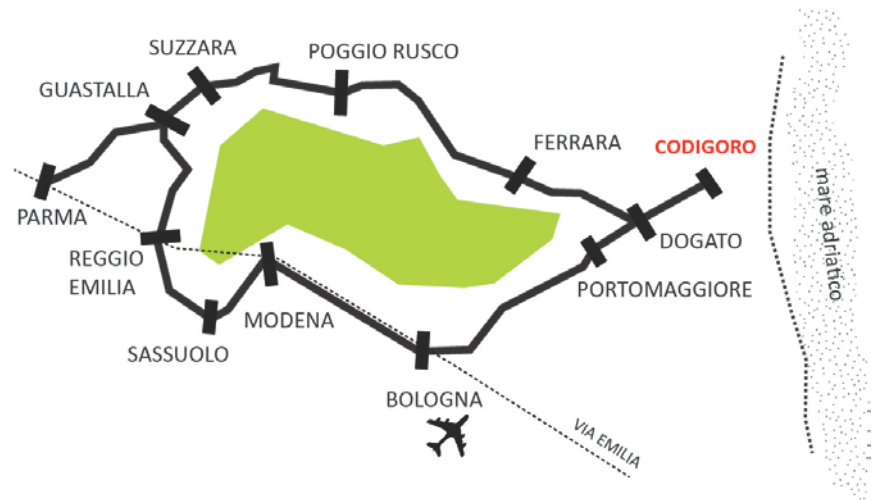 SUZZARA
POGGIO RUSCO
GUASTALLA
FERRARA
CODIGORO
PARMA
DOGATO
REGGIO
EMILIA
PORTOMAGGIORE
MODENA
SASSUOLO
BOLOGNA
VIA EMILIA
mare adriatico